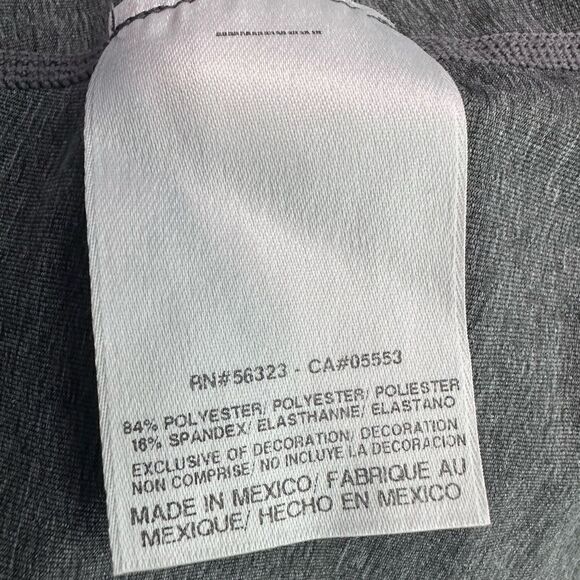 RN#56323 - CA#05553
84% POLYESTER/ POLYESTER/ POLIESTER
16% SPANDEX/ ELASTHANNE/ ELASTANO
EXCLUSIVE OF DECORATION/ DECORATION
NON COMPRISE/ NO INCLUYE LA DECORACION
MADE IN MEXICO/ FABRIQUE AU
MEXIQUE/ HECHO EN MEXICO